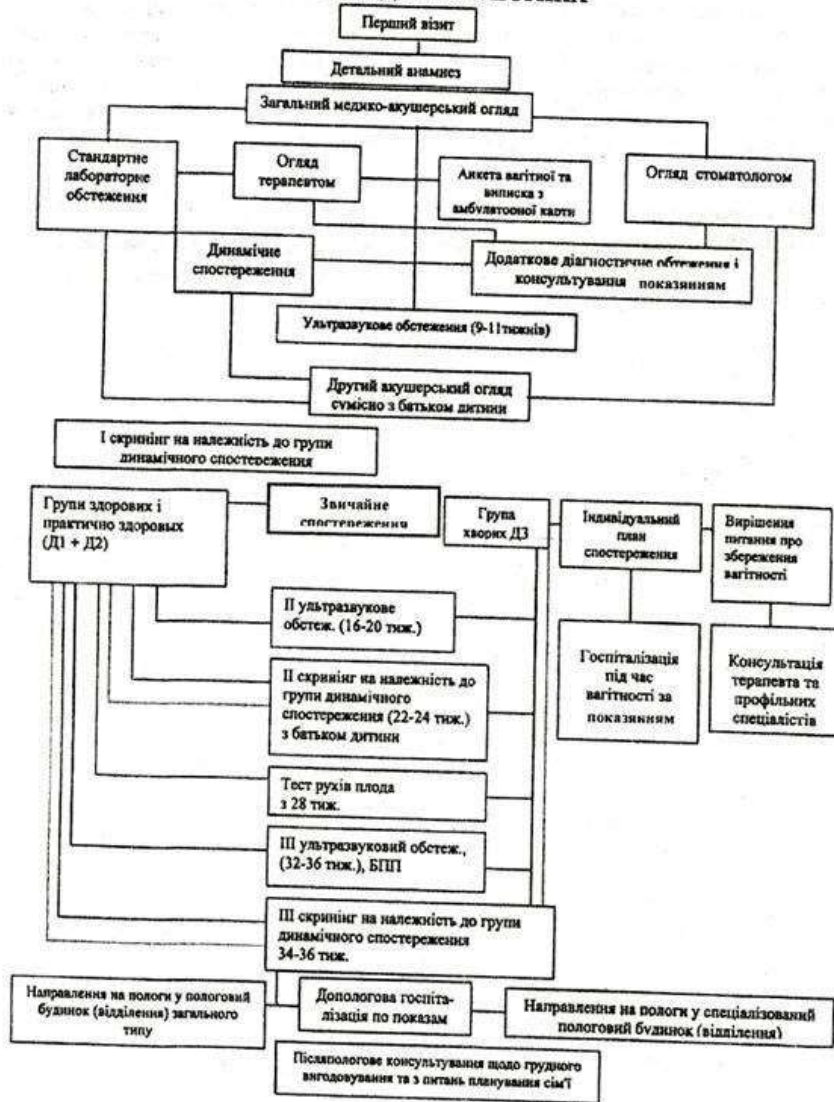 Перший візит
Детальний анамнез
Загальний медико-акушерський огляд
Стандартне
лабораторне
обстеження
Огляд
терапевтом
Анкета вагітної та
виписка з
амбулаторної карти
Огляд стоматологом
Динамічне
спостереження
Додаткове діагностичне обтеження і
консультування показянням
Ультразвукове обстеження (9-11тижнів)
Другий акушерський огляд
сумісно з батьком дитини
I скринінг на належність до групи
динамічного спостереження
Групи здорових і
практично здорових
(Д1 + Д2)
Звичайне
спостереження
Група
хворих Д3
Індивідуальний
план
спостереження
Вирішення
питання про
збереження
вагітності
II ультразвукове
обстеж. (16-20 тиж.)
II скринінг на належність до
групи динамічного
спостереження (22-24 тиж.)
з батьком дитини
Госпіталізація
під час
вагітності за
показянням
Консультація
терапевта та
профільних
спеціалістів
Тест рухів плода
з 28 тиж.
III ультразвуковий обстеж.,
(32-36 тиж.), БПП
III скринінг на належність до групи
динамічного спостереження
34-36 тиж.
Направлення на пологи у пологовий
будинок (відділення) загального
типу
Допологова госпіта-
лізація по показам
Направлення на пологи у спеціалізований
пологовий будинок (відділення)
Післяпологове консультування щодо грудного
вигодовування та з питань планування сім'ї